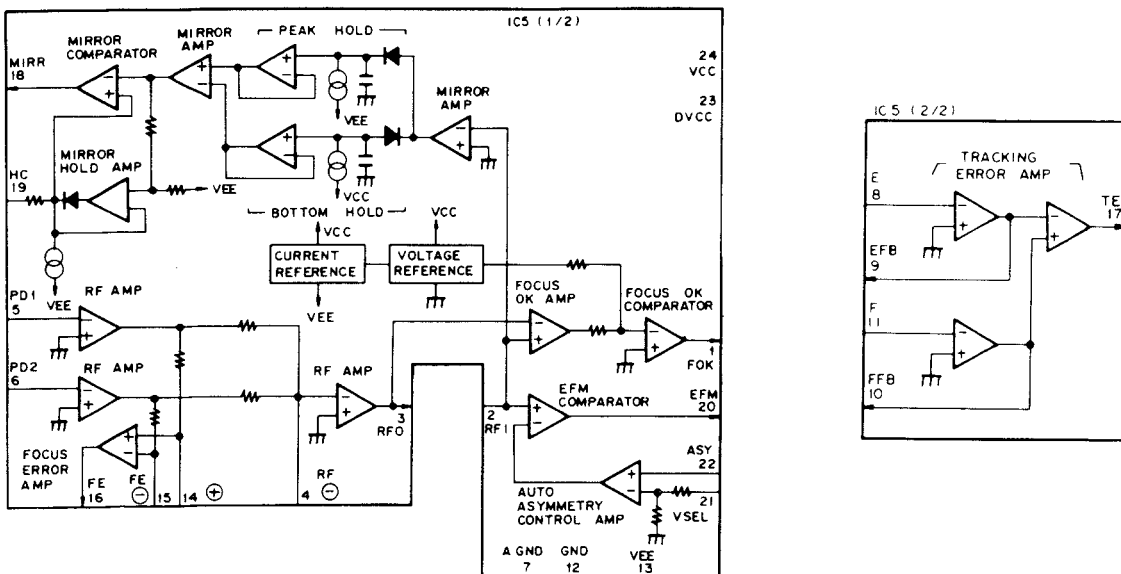 IC5 (1/2)
PEAK HOLD
MIRROR
AMP
MIRROR
COMPARATOR
MIRR
18
24
VCC
23
DVCC
MIRROR
AMP
VEE
MIRROR
HOLD AMP
HC
19
VEE
VCC
BOTTOM HOLD
VCC
VCC
CURRENT
REFERENCE
VOLTAGE
REFERENCE
VEE
VEE
FOCUS
OK AMP
FOCUS OK
COMPARATOR
PD1
5
RF AMP
1
FOK
PD2
6
RF AMP
RF AMP
3
RFO
2
RFI
EFM
COMPARATOR
EFM
20
FOCUS
ERROR
AMP
FE
16
FE
⊖
15
14
⊕
4
RF
⊖
ASY
22
21
VSEL
AUTO
ASYMMETRY
CONTROL AMP
A GND
7
GND
12
VEE
13
IC5 (2/2)
TRACKING
ERROR AMP
E
8
TE
17
EFB
9
F
11
FFB
10